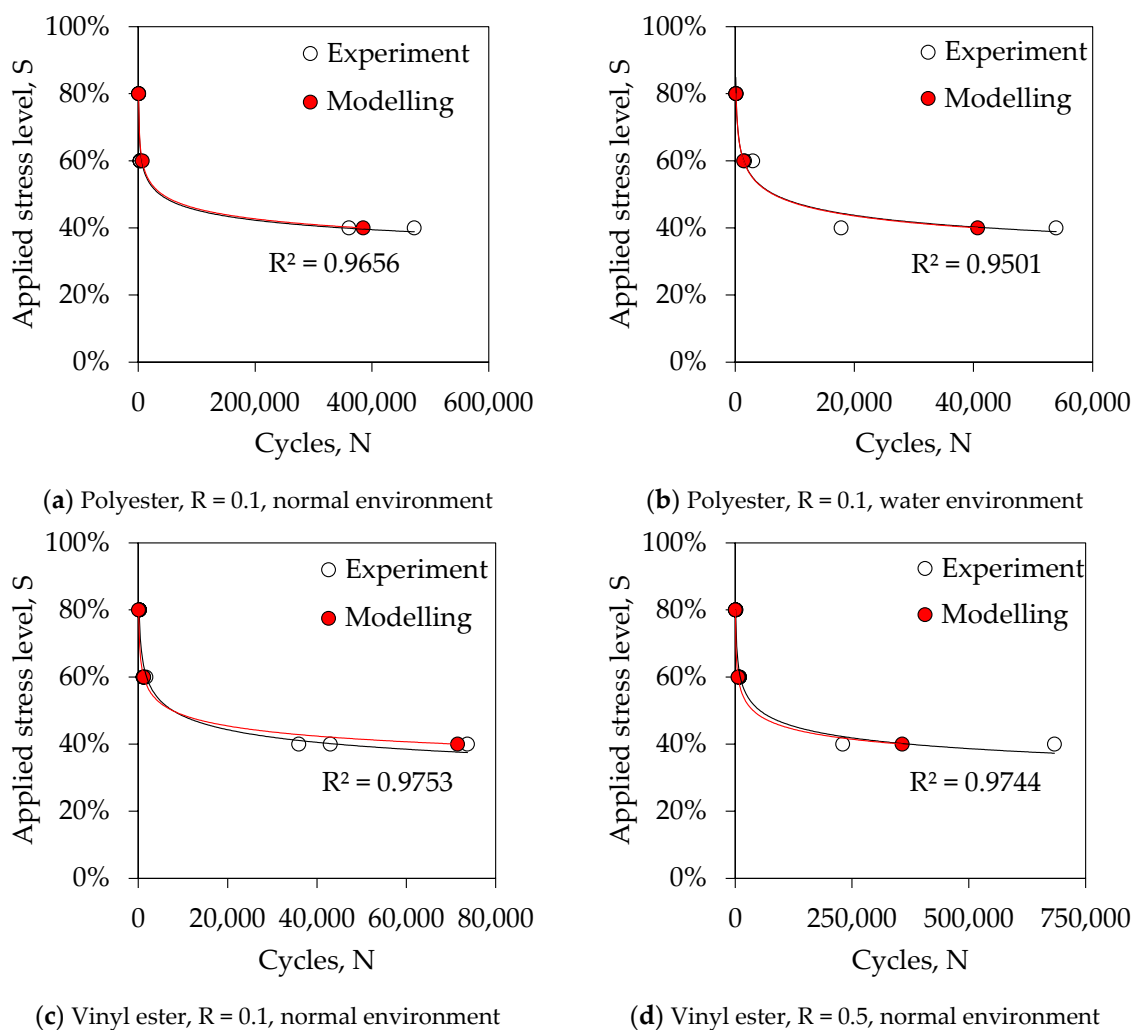 100%
80%
60%
40%
20%
0%
Applied stress level, S
Experiment
Modelling
R² = 0.9656
0 200,000 400,000 600,000
Cycles, N
(a) Polyester, R = 0.1, normal environment
100%
80%
60%
40%
20%
0%
Applied stress level, S
Experiment
Modelling
R² = 0.9501
0 20,000 40,000 60,000
Cycles, N
(b) Polyester, R = 0.1, water environment
100%
80%
60%
40%
20%
0%
Applied stress level, S
Experiment
Modelling
R² = 0.9753
0 20,000 40,000 60,000 80,000
Cycles, N
(c) Vinyl ester, R = 0.1, normal environment
100%
80%
60%
40%
20%
0%
Applied stress level, S
Experiment
Modelling
R² = 0.9744
0 250,000 500,000 750,000
Cycles, N
(d) Vinyl ester, R = 0.5, normal environment